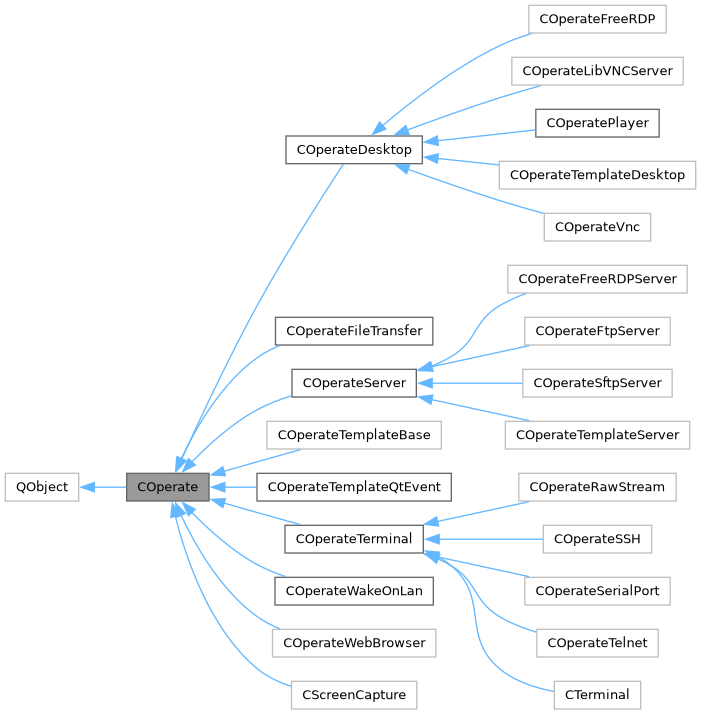 COperateFreeRDP
COperateLibVNCServer
COperatePlayer
COperateDesktop
COperateTemplateDesktop
COperateVnc
COperateFreeRDPServer
COperateFileTransfer
COperateFtpServer
COperateServer
COperateSftpServer
COperateTemplateBase
COperateTemplateServer
QObject
COperate
COperateTemplateQtEvent
COperateRawStream
COperateTerminal
COperateSSH
COperateWakeOnLan
COperateSerialPort
COperateWebBrowser
COperateTelnet
CScreenCapture
CTerminal